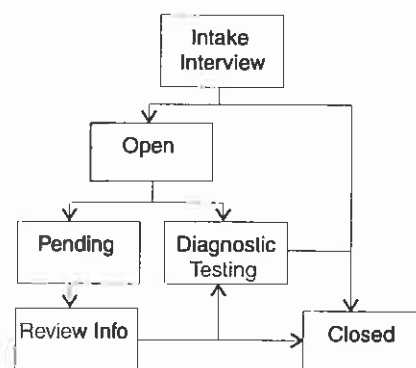 Intake
Interview
Open
Pending
Diagnostic
Testing
Review Info
Closed